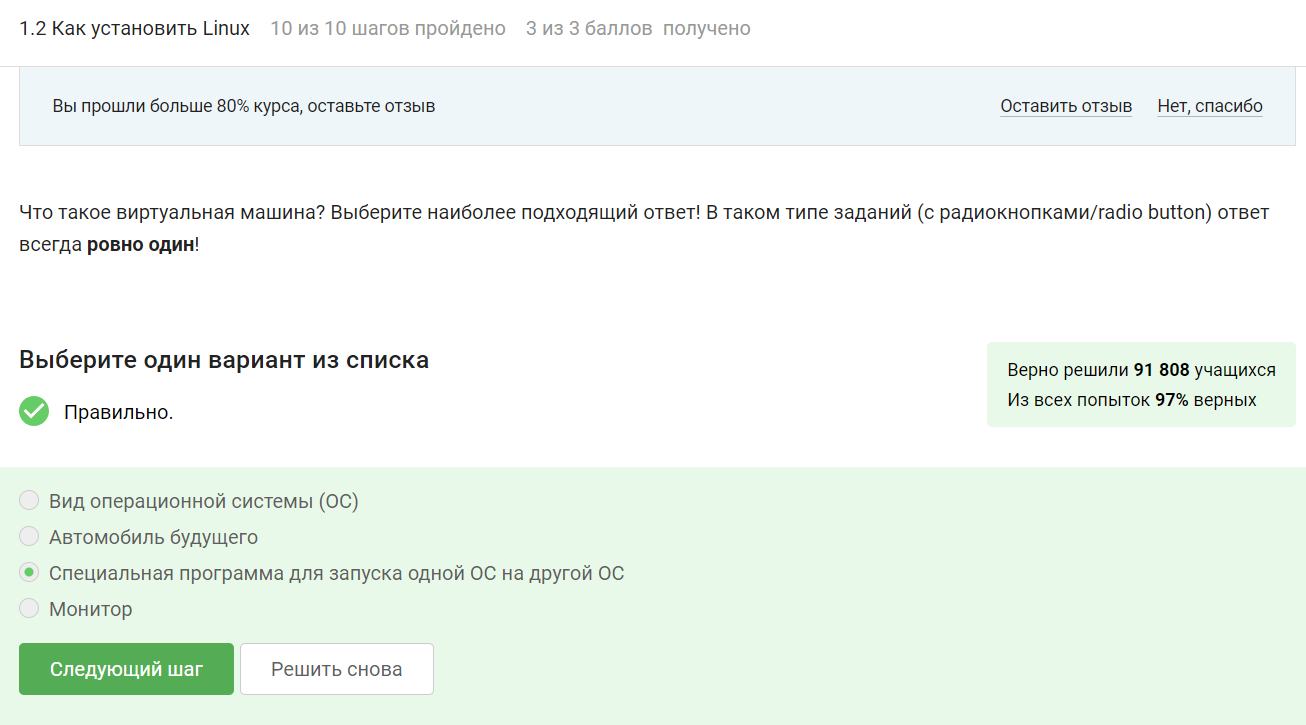 1.2 Как установить Linux 10 из 10 шагов пройдено 3 из 3 баллов получено
Вы прошли больше 80% курса, оставьте отзыв Оставить отзыв Нет, спасибо
Что такое виртуальная машина? Выберите наиболее подходящий ответ! В таком типе заданий (с радиокнопками/radio button) ответ
всегда ровно один!
Выберите один вариант из списка
Верно решили 91 808 учащихся
Из всех попыток 97% верных
Правильно.
Вид операционной системы (ОС)
Автомобиль будущего
Специальная программа для запуска одной ОС на другой ОС
Монитор
Следующий шаг Решить снова